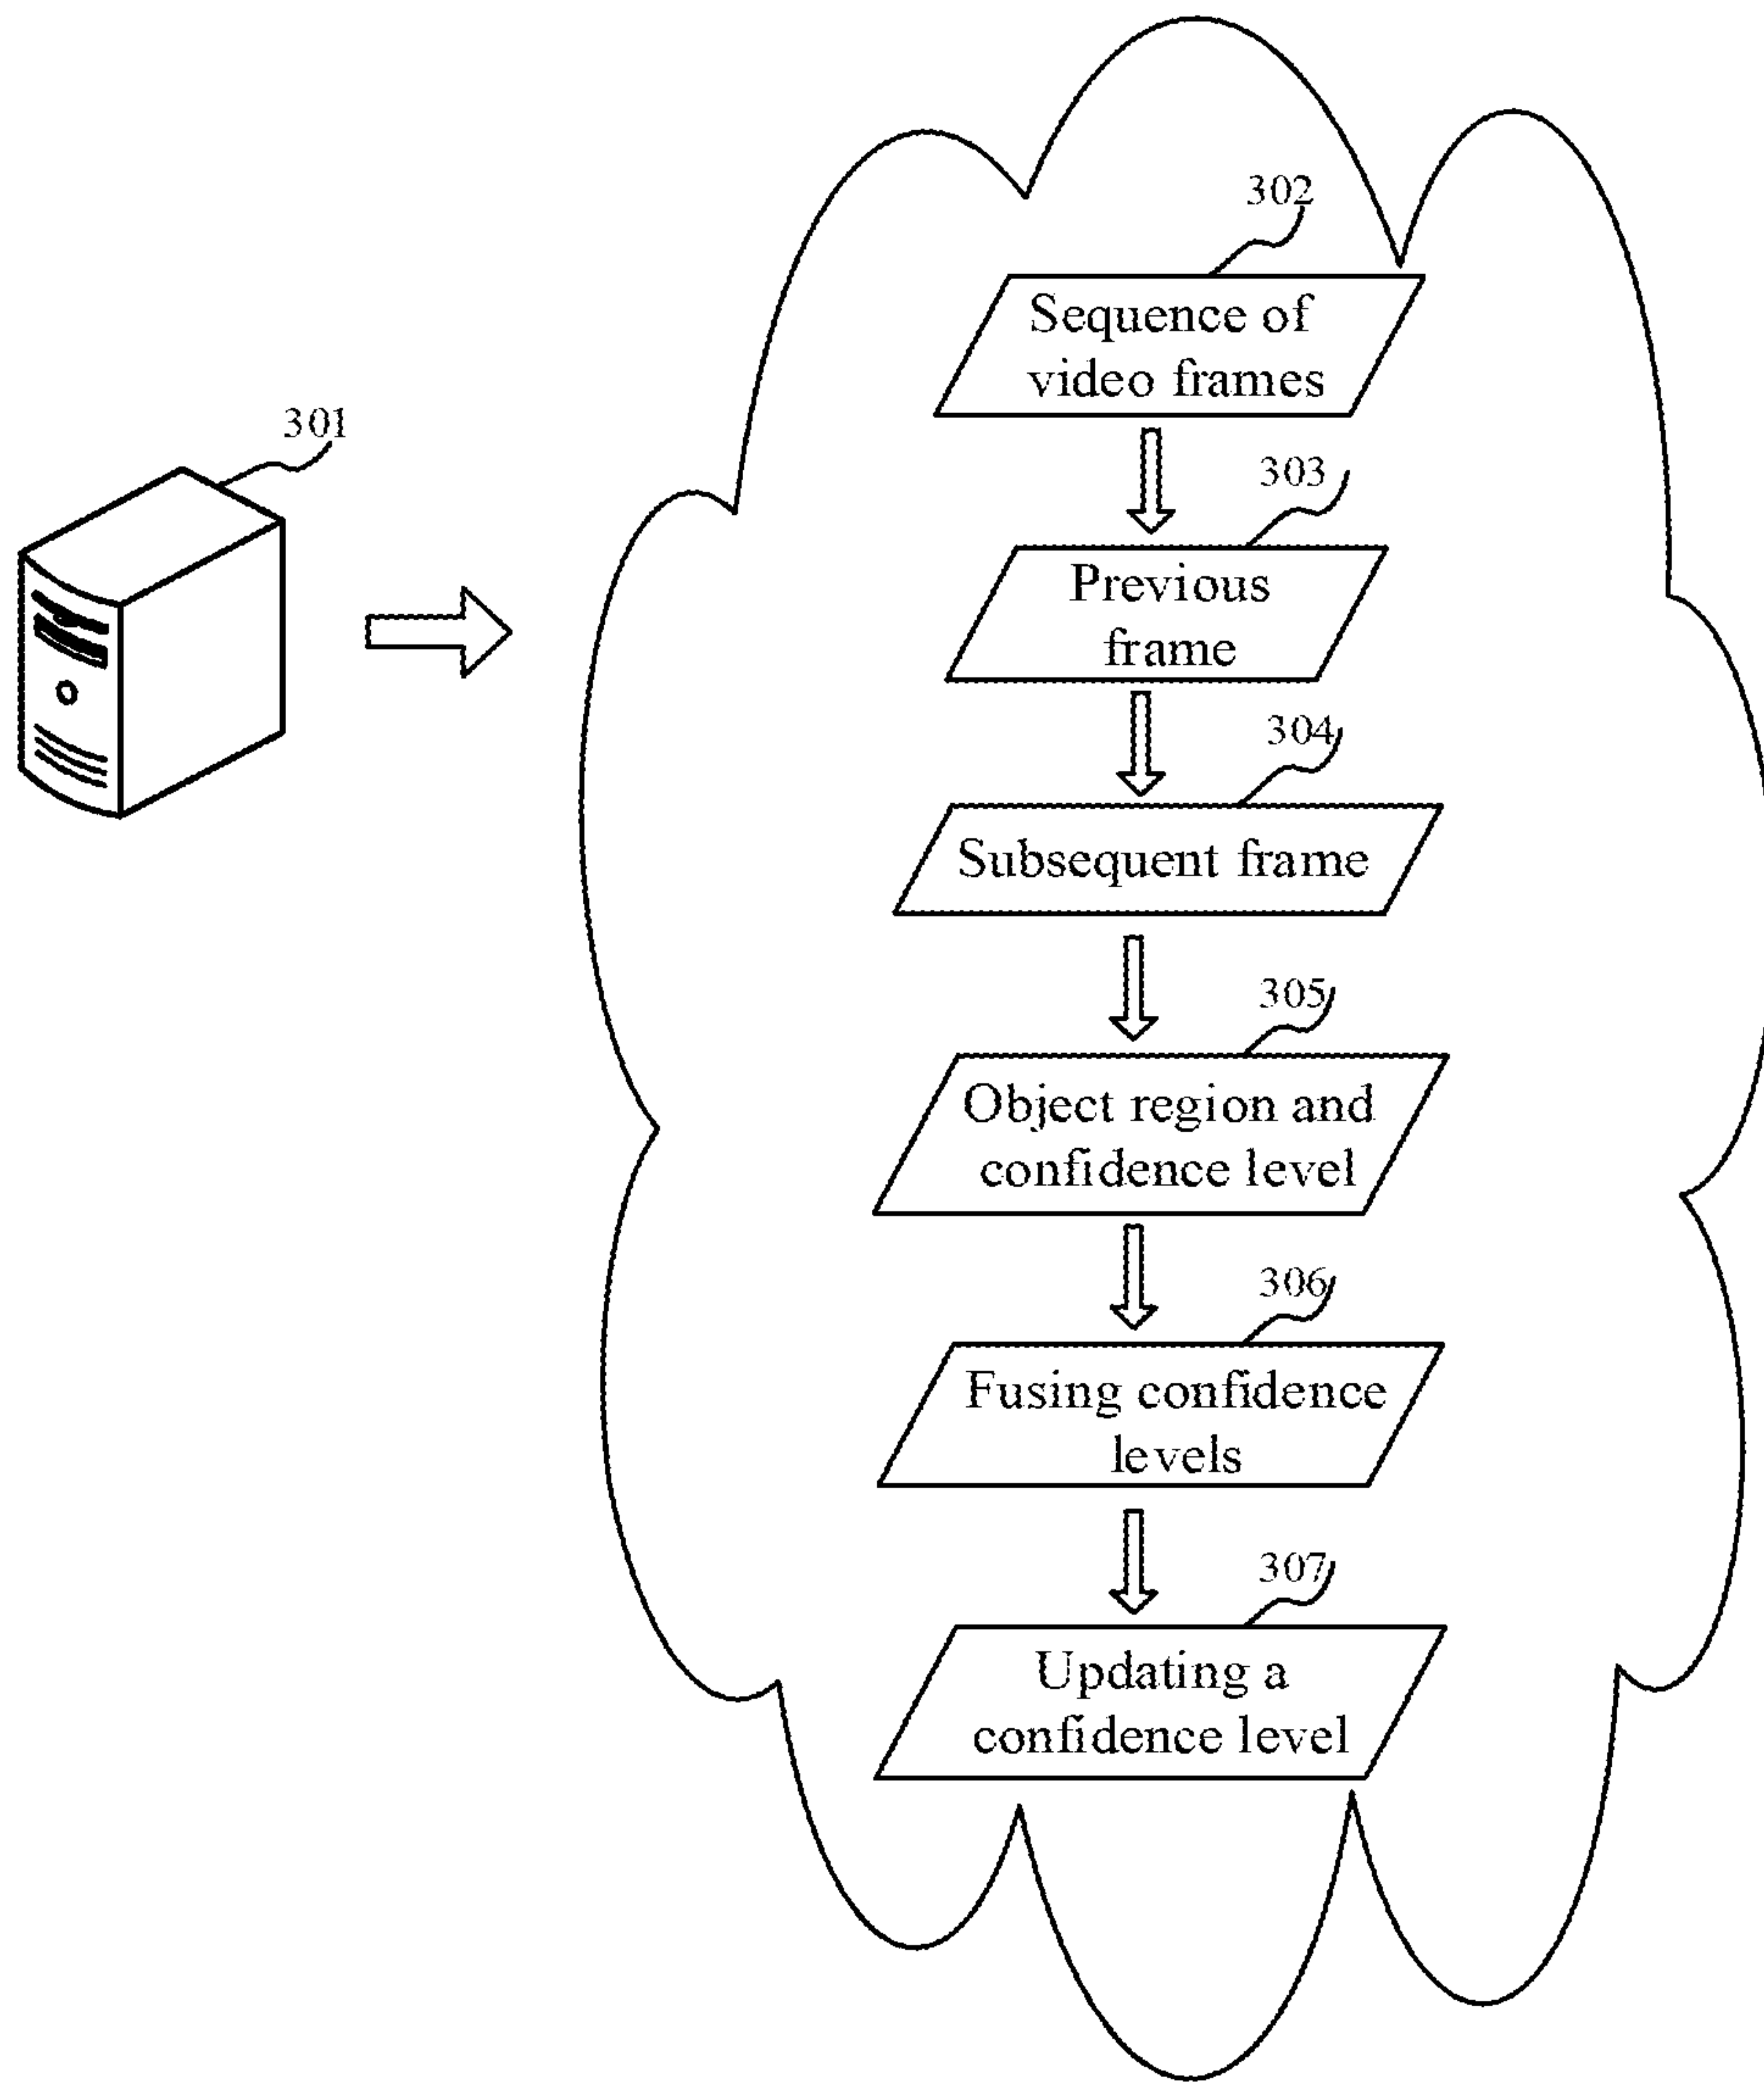 302
Sequence of
video frames
301
303
Previous
frame
304
Subsequent frame
305
Object region and
confidence level
306
Fusing confidence
levels
307
Updating a
confidence level